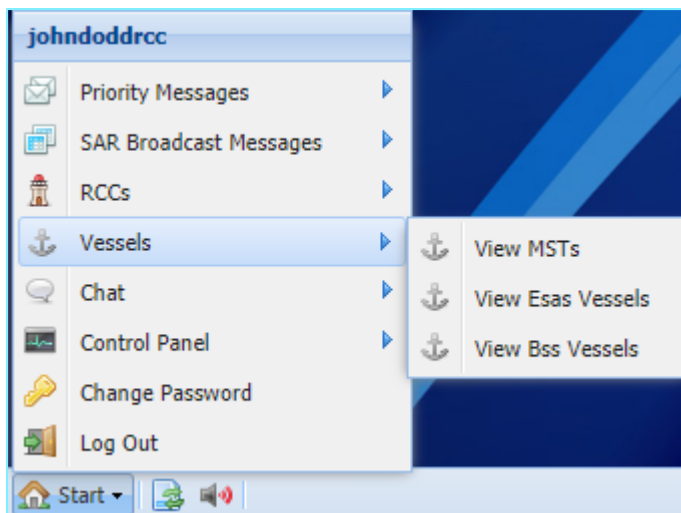 johndoddrcc
Priority Messages
SAR Broadcast Messages
RCCs
Vessels
Chat
Control Panel
Change Password
Log Out
View MSTs
View Esas Vessels
View Bss Vessels
Start